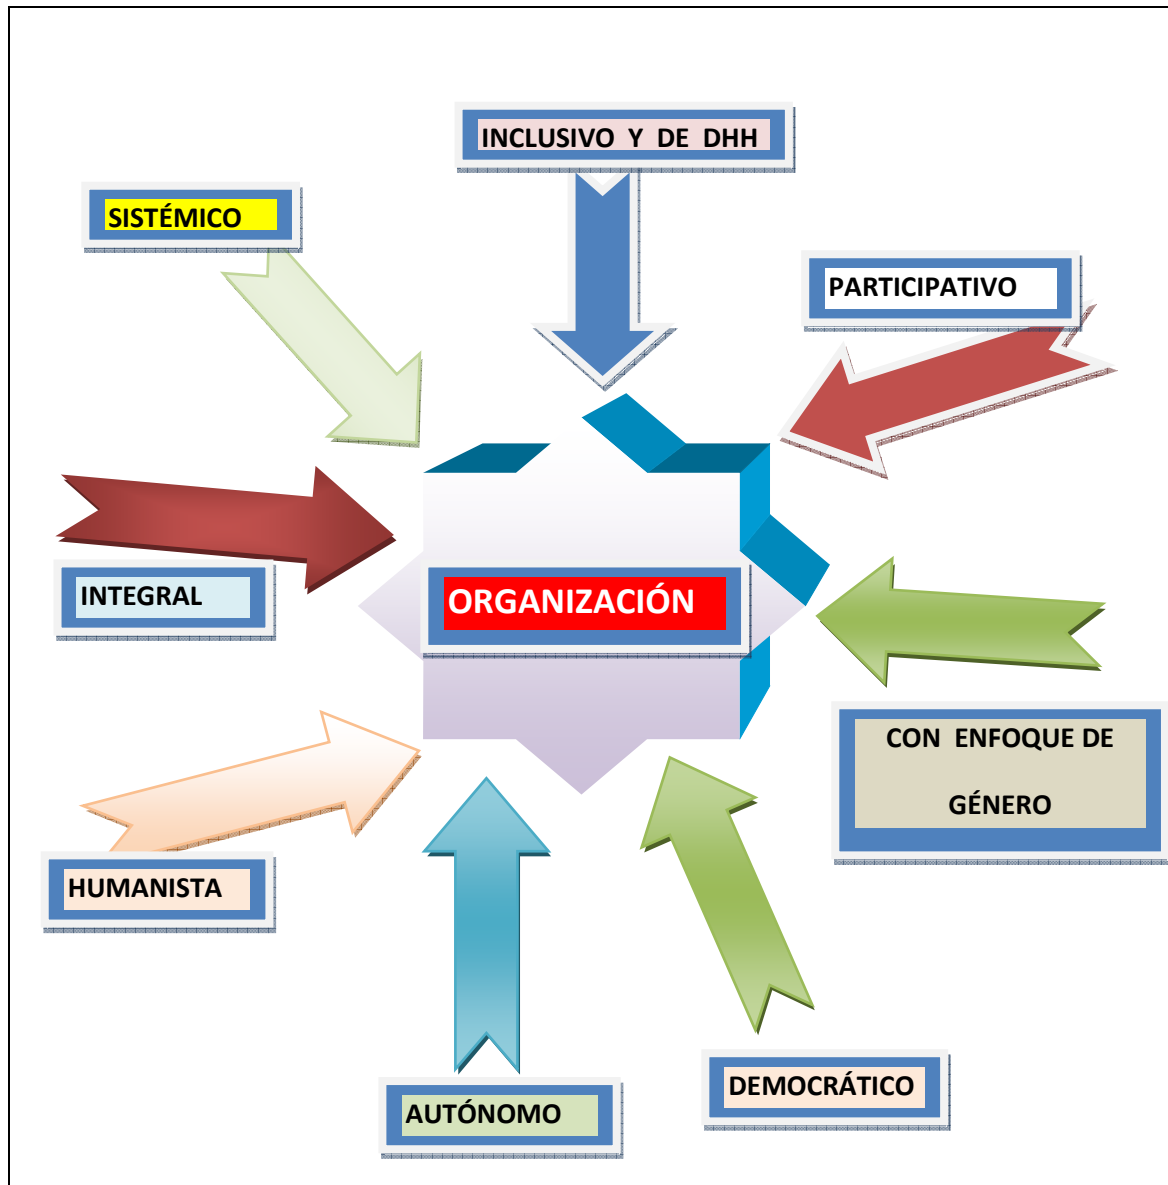 INCLUSIVO Y DE DHH
SISTÉMICO
PARTICIPATIVO
INTEGRAL
ORGANIZACIÓN
CON ENFOQUE DE
GÉNERO
HUMANISTA
AUTÓNOMO
DEMOCRÁTICO